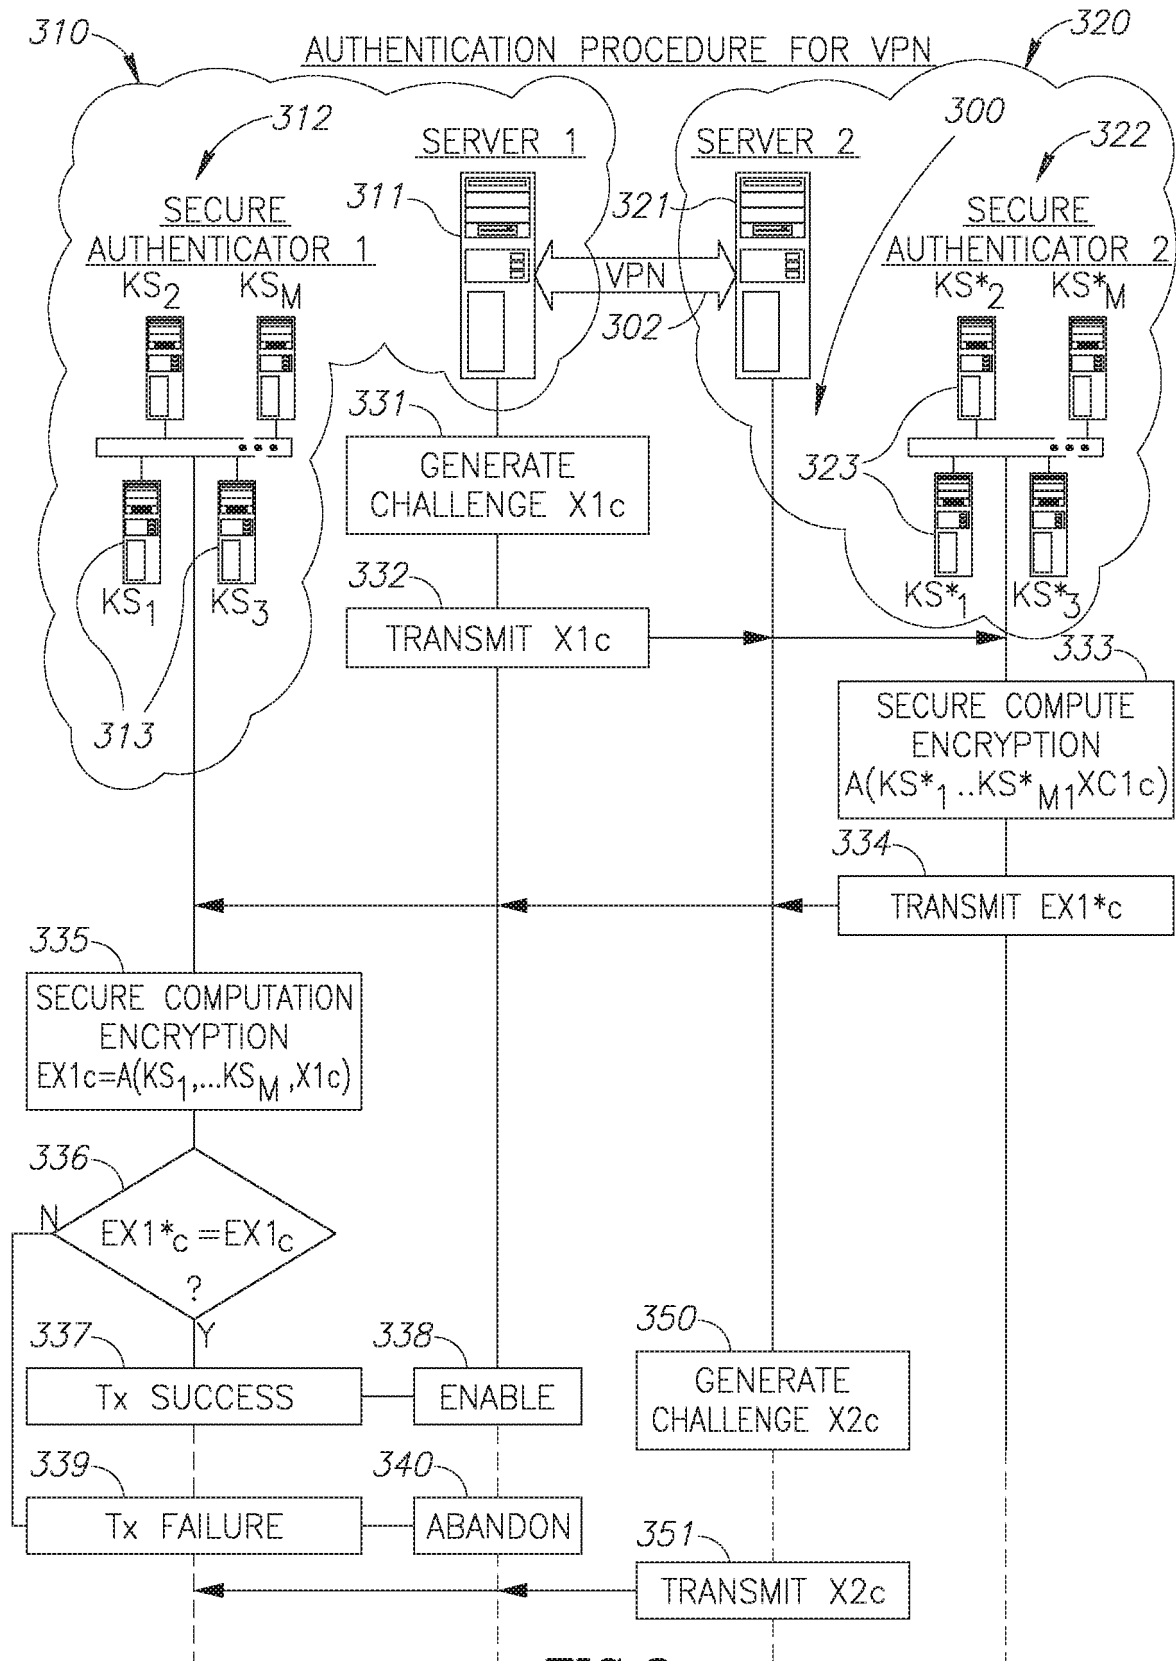 310
AUTHENTICATION PROCEDURE FOR VPN
320
312
SERVER 1
SERVER 2
300
322
311
321
SECURE
AUTHENTICATOR 1
SECURE
AUTHENTICATOR 2
KS2 KSM
VPN
302
KS*2 KS*M
331
GENERATE
CHALLENGE X1c
323
KS1 KS3
KS*1 KS*3
332
TRANSMIT X1c
313
333
SECURE COMPUTE
ENCRYPTION
A(KS*1..KS*M1XC1c)
334
TRANSMIT EX1*c
335
SECURE COMPUTATION
ENCRYPTION
EX1c=A(KS1,...KSM,X1c)
336
N
EX1*c=EX1c
?
Y
337
Tx SUCCESS
338
ENABLE
350
GENERATE
CHALLENGE X2c
339
Tx FAILURE
340
ABANDON
351
TRANSMIT X2c